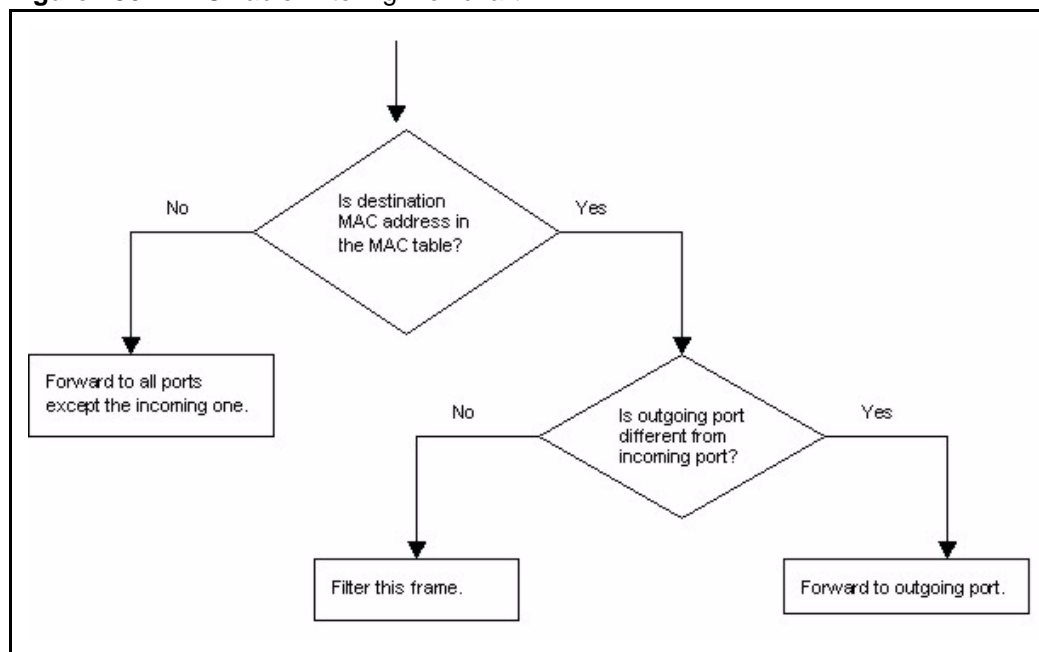 Is destination
MAC address in
the MAC table?
No
Yes
Forward to all ports
except the incoming one.
Is outgoing port
different from
incoming port?
No
Yes
Filter this frame.
Forward to outgoing port.